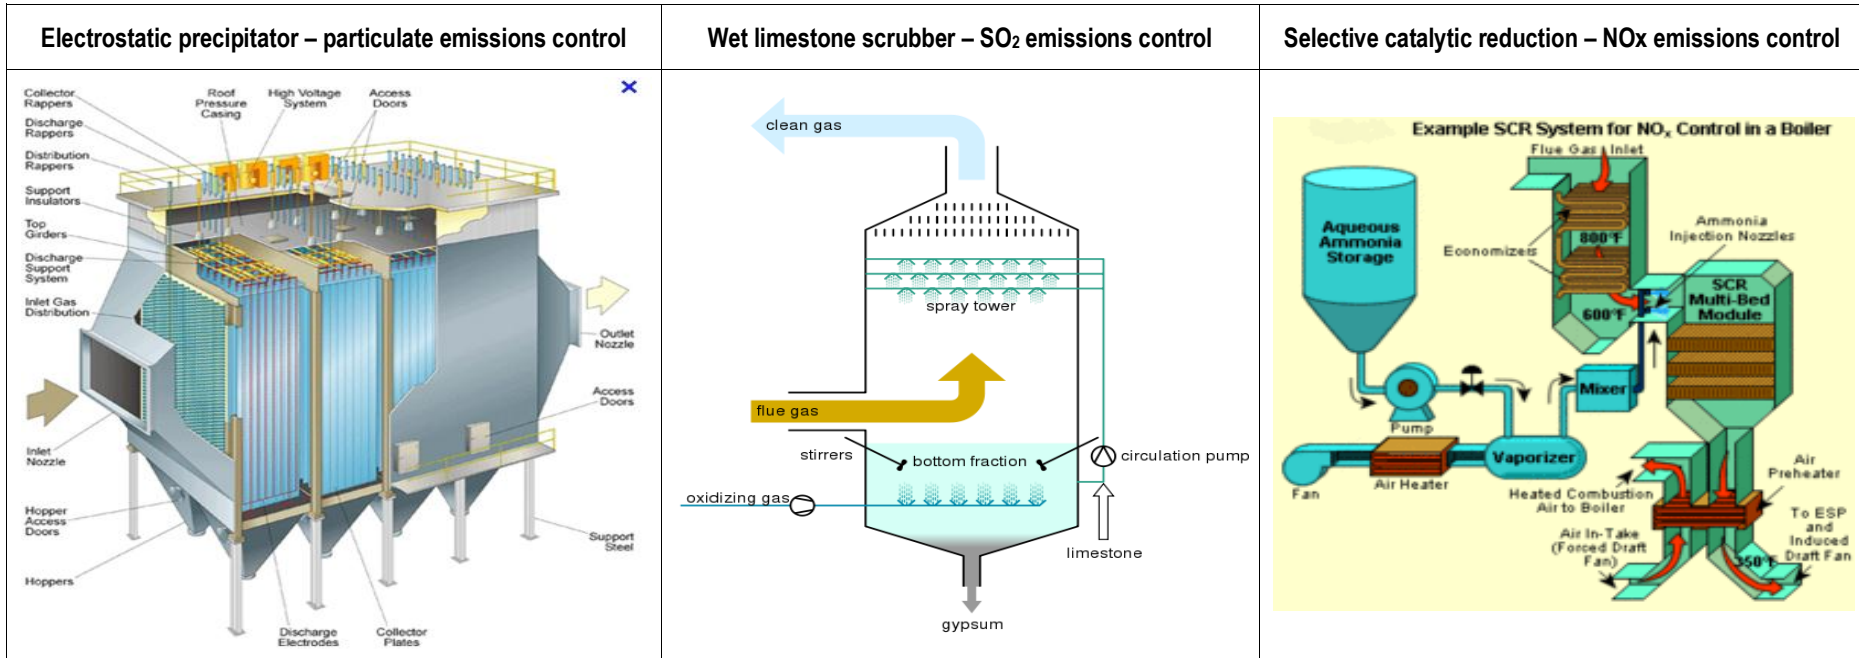 Electrostatic precipitator – particulate emissions control
Collector
Rappers
Discharge
Rappers
Distribution
Rappers
Support
Insulators
Top
Girders
Discharge
Support
System
Inlet Gas
Distribution
Inlet
Nozzle
Hopper
Access
Doors
Hoppers
Roof
Pressure
Casing
High Voltage
System
Access
Doors
Outlet
Nozzle
Access
Doors
Support
Steel
Discharge
Electrodes
Collector
Plates
Wet limestone scrubber – SO₂ emissions control
clean gas
spray tower
flue gas
stirrers
bottom fraction
circulation pump
oxidizing gas
limestone
gypsum
Selective catalytic reduction – NOx emissions control
Example SCR System for NOₓ Control in a Boiler
Flue Gas Inlet
Aqueous
Ammonia
Storage
Economizers
800°F
600°F
Ammonia
Injection Nozzles
SCR
Multi-Bed
Module
Mixer
Pump
Vaporizer
Fan
Air Heater
Heated Combustion
Air to Boiler
Air
Preheater
Air In-Take
(Forced Draft
Fan)
350°F
To ESP
and
Induced
Draft Fan